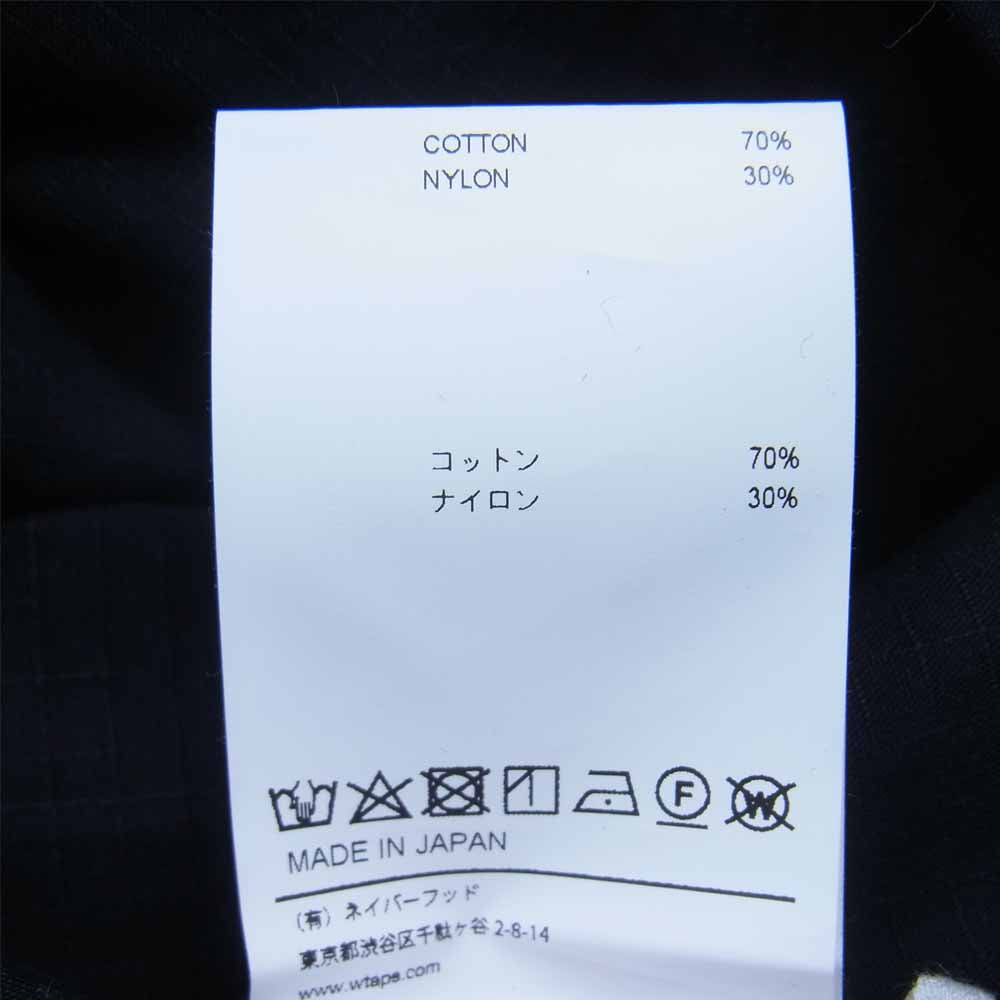 COTTON 70%
NYLON 30%
コットン 70%
ナイロン 30%
F W
MADE IN JAPAN
(有) ネイバーフッド
東京都渋谷区千駄ケ谷 2-8-14
www.wtaps.com